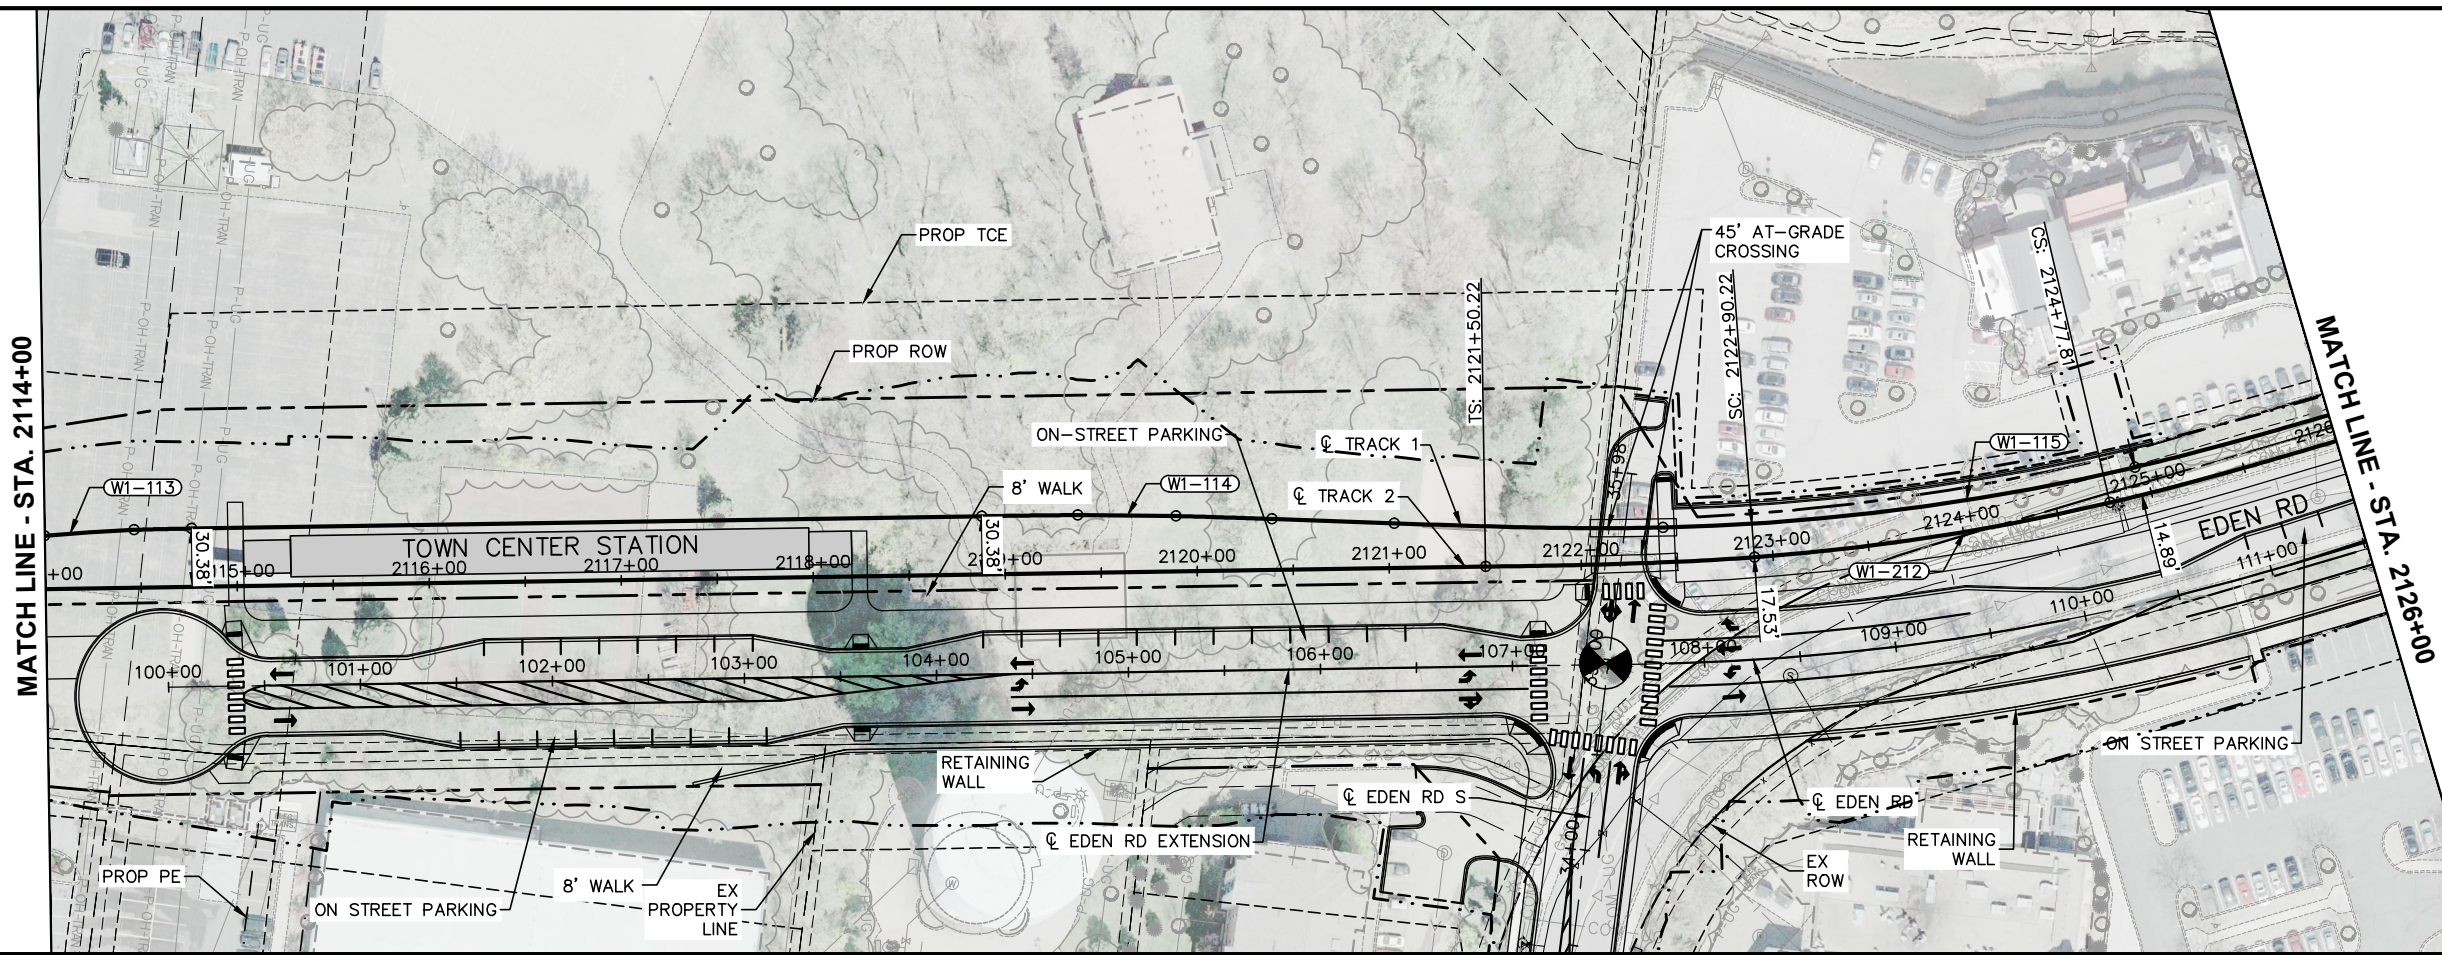 MATCH LINE - STA. 2114+00
PROP TCE
PROP ROW
ON-STREET PARKING
℄ TRACK 1
℄ TRACK 2
8' WALK
W1-113
W1-114
W1-115
W1-212
45' AT-GRADE
CROSSING
TS: 2121+50.22
SC: 2122+90.22
CS: 2124+77.81
30.38'
30.38'
17.53'
14.89'
TOWN CENTER STATION
2116+00
2117+00
2118+00
2120+00
2121+00
2122+00
2123+00
2124+00
2125+00
EDEN RD
100+00
101+00
102+00
103+00
104+00
105+00
106+00
107+00
108+00
109+00
110+00
111+00
35+98
34+00
RETAINING
WALL
℄ EDEN RD S
℄ EDEN RD EXTENSION
℄ EDEN RD
ON STREET PARKING
RETAINING
WALL
EX
ROW
PROP PE
ON STREET PARKING
8' WALK
EX
PROPERTY
LINE
MATCH LINE - STA. 2126+00
P-OH-TRAN
P-UG